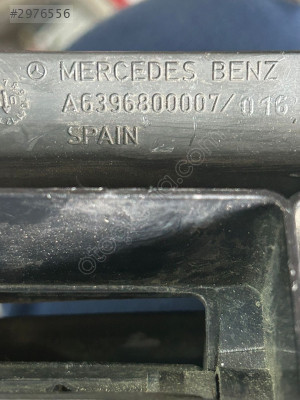 #2976556
MERCEDES BENZ
A6396800007/016
SPAIN